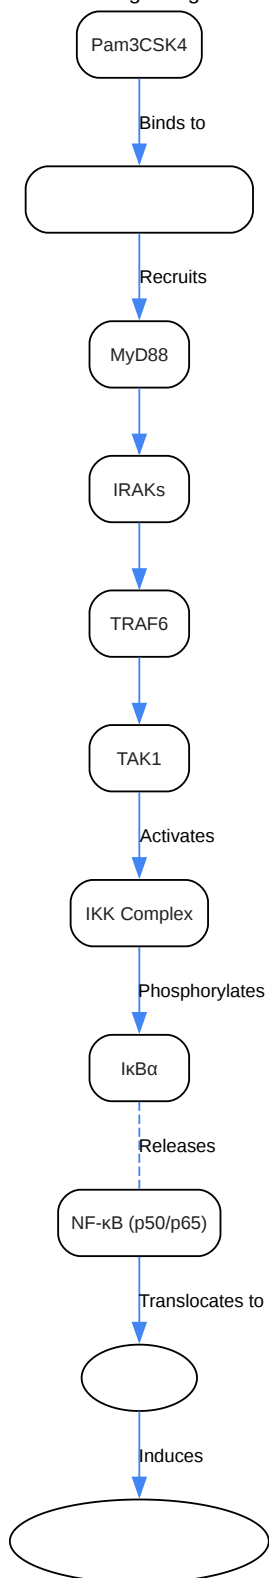 Pam3CSK4
Binds to
Recruits
MyD88
IRAKs
TRAF6
TAK1
Activates
IKK Complex
Phosphorylates
IκBα
Releases
NF-κB (p50/p65)
Translocates to
Induces